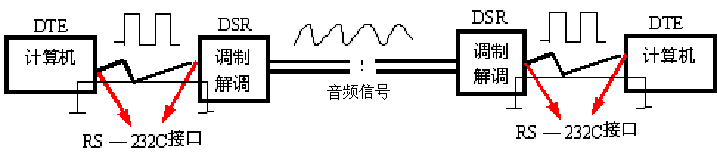 DTE
计算机
DSR
调制
解调
音频信号
DSR
调制
解调
DTE
计算机
RS — 232C接口
RS — 232C接口